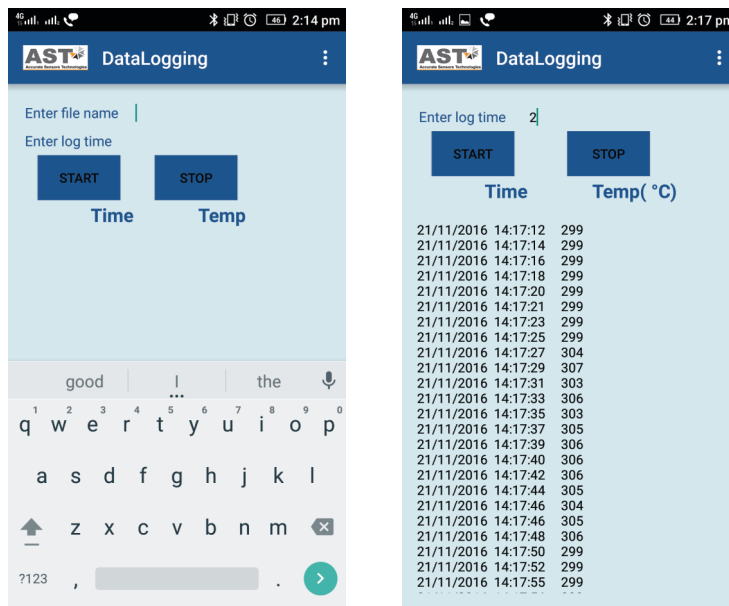 4G 46 2:14 pm
AST DataLogging
Accurate Sensors Technologies
Enter file name
Enter log time
START STOP
Time Temp
good I the
1 2 3 4 5 6 7 8 9 0
q w e r t y u i o p
a s d f g h j k l
z x c v b n m
?123 , .
4G 44 2:17 pm
AST DataLogging
Accurate Sensors Technologies
Enter log time 2
START STOP
Time Temp( °C)
21/11/2016 14:17:12 299
21/11/2016 14:17:14 299
21/11/2016 14:17:16 299
21/11/2016 14:17:18 299
21/11/2016 14:17:20 299
21/11/2016 14:17:21 299
21/11/2016 14:17:23 299
21/11/2016 14:17:25 299
21/11/2016 14:17:27 304
21/11/2016 14:17:29 307
21/11/2016 14:17:31 303
21/11/2016 14:17:33 306
21/11/2016 14:17:35 303
21/11/2016 14:17:37 305
21/11/2016 14:17:39 306
21/11/2016 14:17:40 306
21/11/2016 14:17:42 306
21/11/2016 14:17:44 305
21/11/2016 14:17:46 304
21/11/2016 14:17:46 305
21/11/2016 14:17:48 306
21/11/2016 14:17:50 299
21/11/2016 14:17:52 299
21/11/2016 14:17:55 299